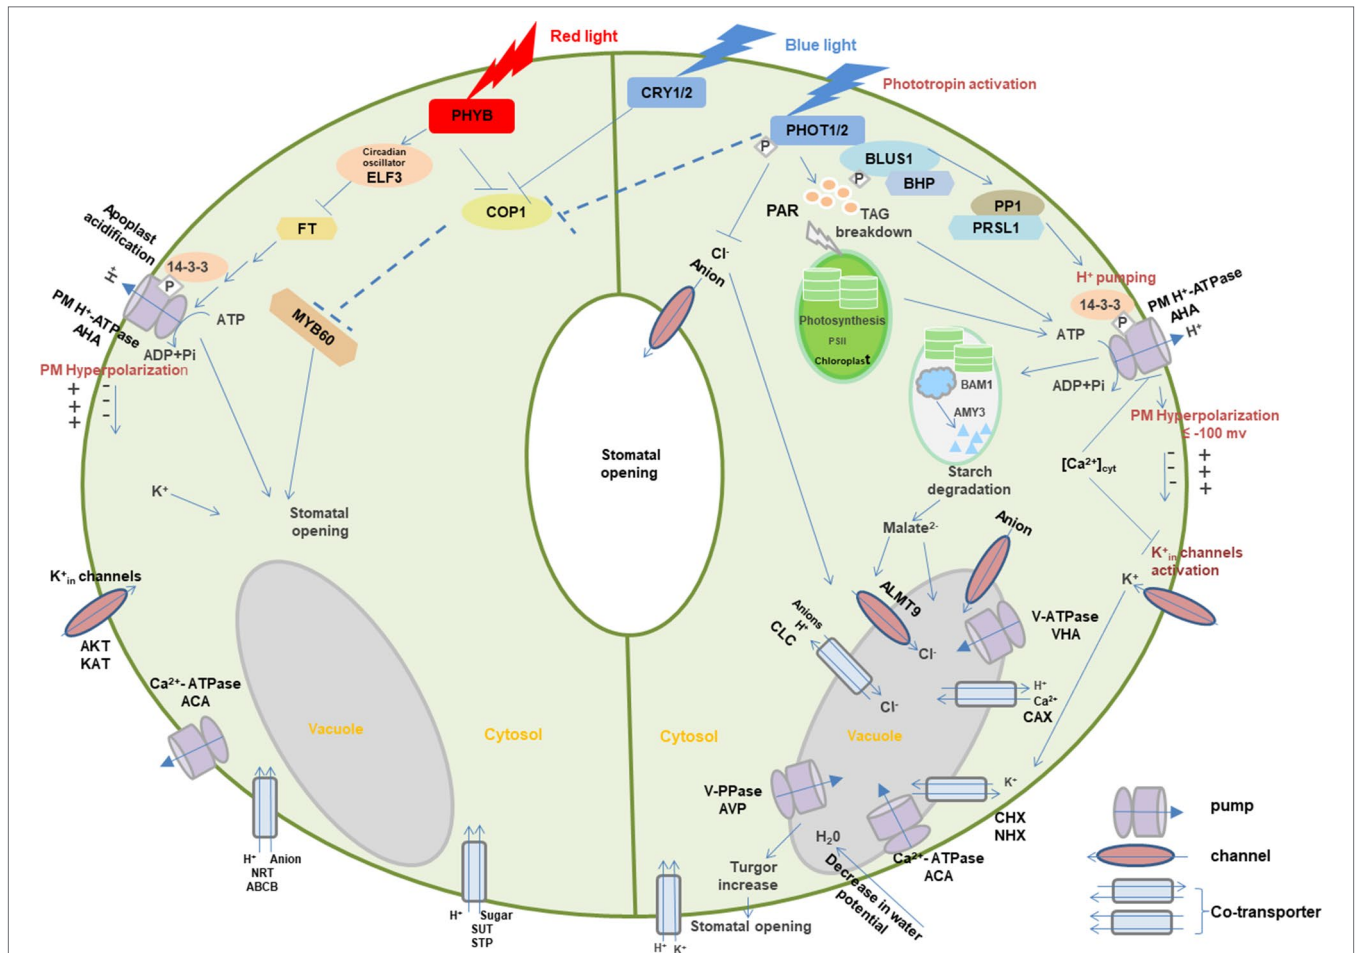 Red light
Blue light
Phototropin activation
PHYB
CRY1/2
PHOT1/2
P
BLUS1
P
BHP
Circadian
oscillator
ELF3
COP1
FT
PP1
PRSL1
PAR
TAG
breakdown
Apoplast
acidification
14-3-3
P
H⁺
PM H⁺-ATPase
AHA
ATP
ADP+Pi
PM Hyperpolarization
+
+
+
-
-
-
MYB60
Cl⁻
Anion
H⁺ pumping
14-3-3
P
PM H⁺-ATPase
AHA
H⁺
ATP
ADP+Pi
Photosynthesis
PSII
Chloroplast
BAM1
AMY3
PM Hyperpolarization
≤ -100 mv
-
-
-
+
+
+
[Ca²⁺]cyt
Stomatal
opening
Starch
degradation
K⁺
Stomatal
opening
Malate²⁻
Anion
K⁺in channels
activation
K⁺
K⁺in channels
AKT
KAT
ALMT9
Anions
H⁺
CLC
Cl⁻
Cl⁻
V-ATPase
VHA
H⁺
Ca²⁺
CAX
Ca²⁺- ATPase
ACA
Vacuole
Cytosol
Cytosol
Vacuole
V-PPase
AVP
K⁺
CHX
NHX
H₂0
Ca²⁺- ATPase
ACA
Decrease in water
potential
Turgor
increase
Stomatal opening
H⁺ Anion
NRT
ABCB
H⁺ Sugar
SUT
STP
H⁺ K⁺
pump
channel
Co-transporter